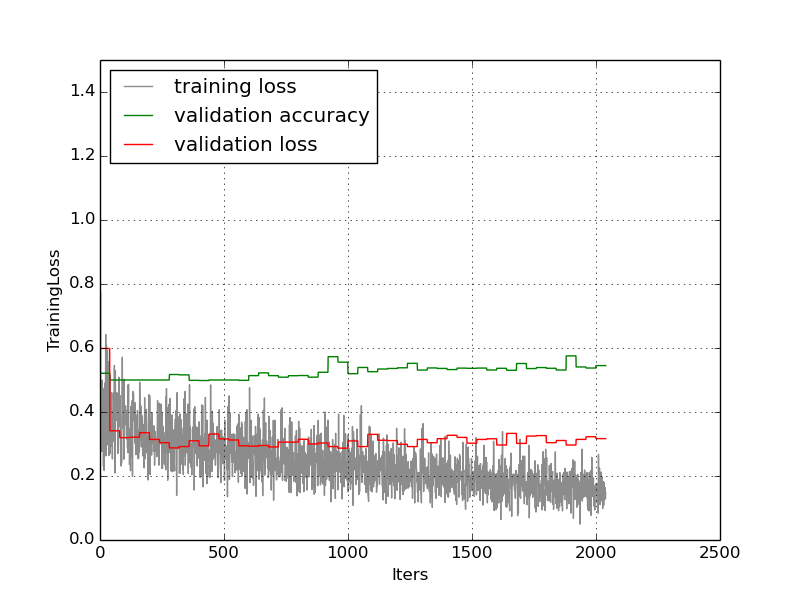 training loss
validation accuracy
validation loss
1.4
1.2
1.0
0.8
0.6
0.4
0.2
0.0
TrainingLoss
0 500 1000 1500 2000 2500
Iters